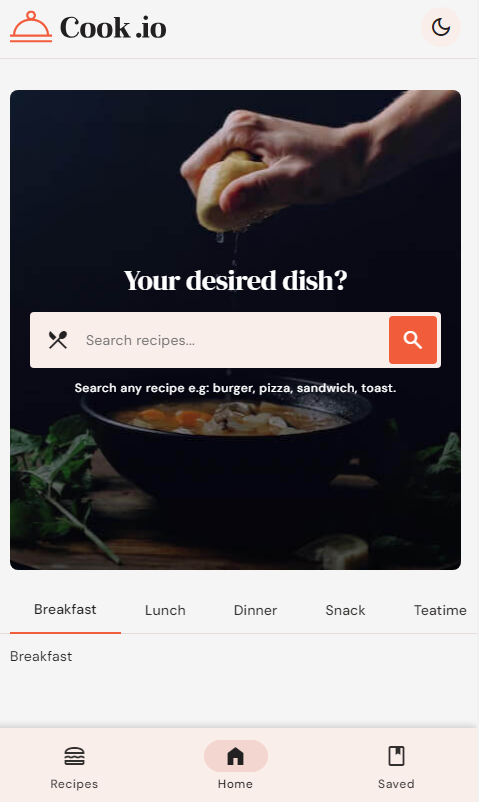 Cook.io
Your desired dish?
Search recipes...
Search any recipe e.g: burger, pizza, sandwich, toast.
Breakfast Lunch Dinner Snack Teatime
Breakfast
Recipes Home Saved